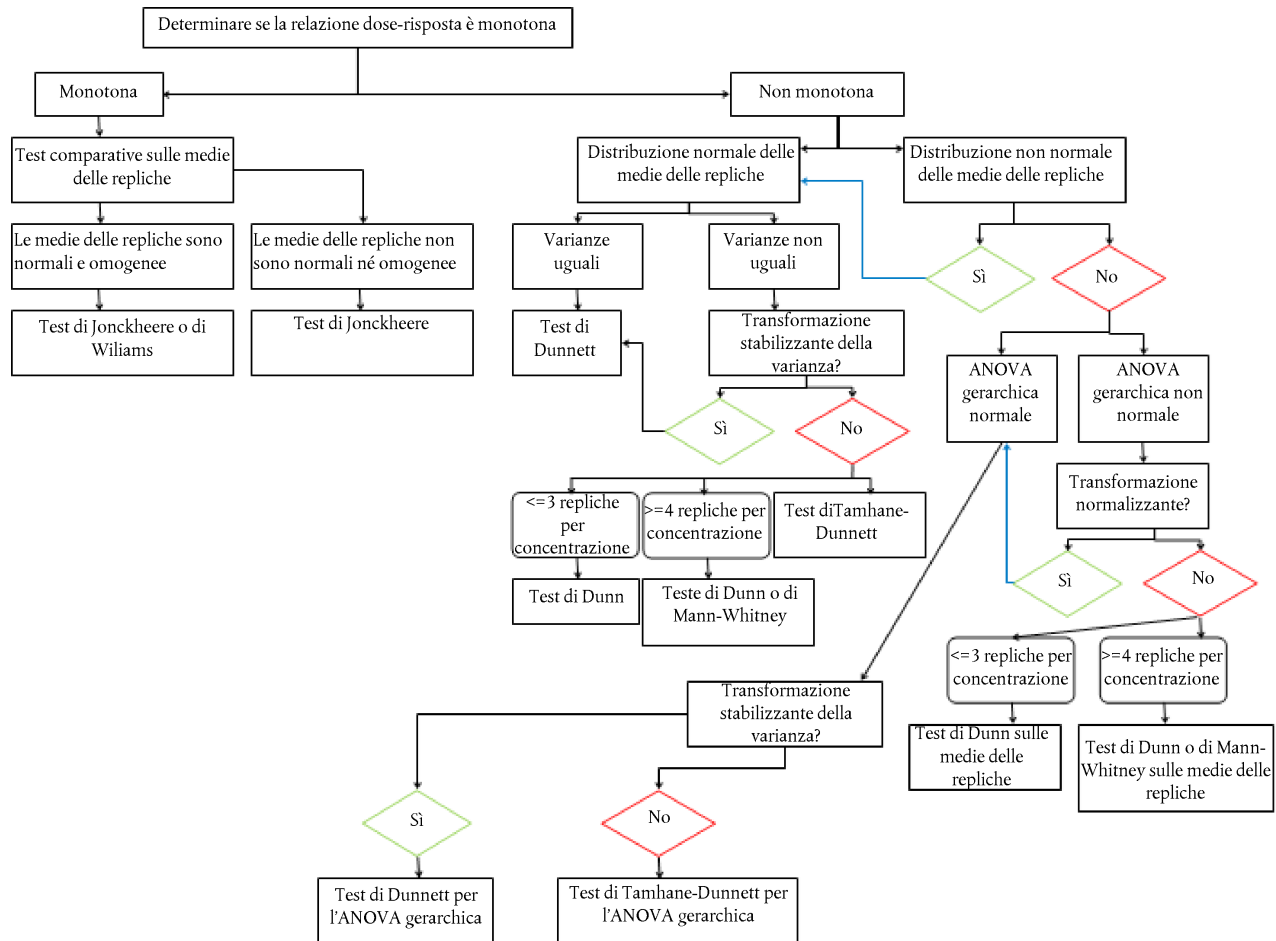 Determinare se la relazione dose-risposta è monotona
Monotona
Non monotona
Test comparative sulle medie
delle repliche
Distribuzione normale delle
medie delle repliche
Distribuzione non normale
delle medie delle repliche
Le medie delle repliche sono
normali e omogenee
Le medie delle repliche non
sono normali né omogenee
Varianze
uguali
Varianze non
uguali
Sì
No
Test di Jonckheere o di
Wiliams
Test di Jonckheere
Test di
Dunnett
Transformazione
stabilizzante della
varianza?
ANOVA
gerarchica
normale
ANOVA
gerarchica non
normale
Sì
No
Transformazione
normalizzante?
<=3 repliche
per
concentrazione
>=4 repliche per
concentrazione
Test diTamhane-
Dunnett
Sì
No
Test di Dunn
Teste di Dunn o di
Mann-Whitney
<=3 repliche per
concentrazione
>=4 repliche per
concentrazione
Transformazione
stabilizzante della
varianza?
Test di Dunn sulle
medie delle
repliche
Test di Dunn o di Mann-
Whitney sulle medie delle
repliche
Sì
No
Test di Dunnett per
l'ANOVA gerarchica
Test di Tamhane-Dunnett per
l'ANOVA gerarchica